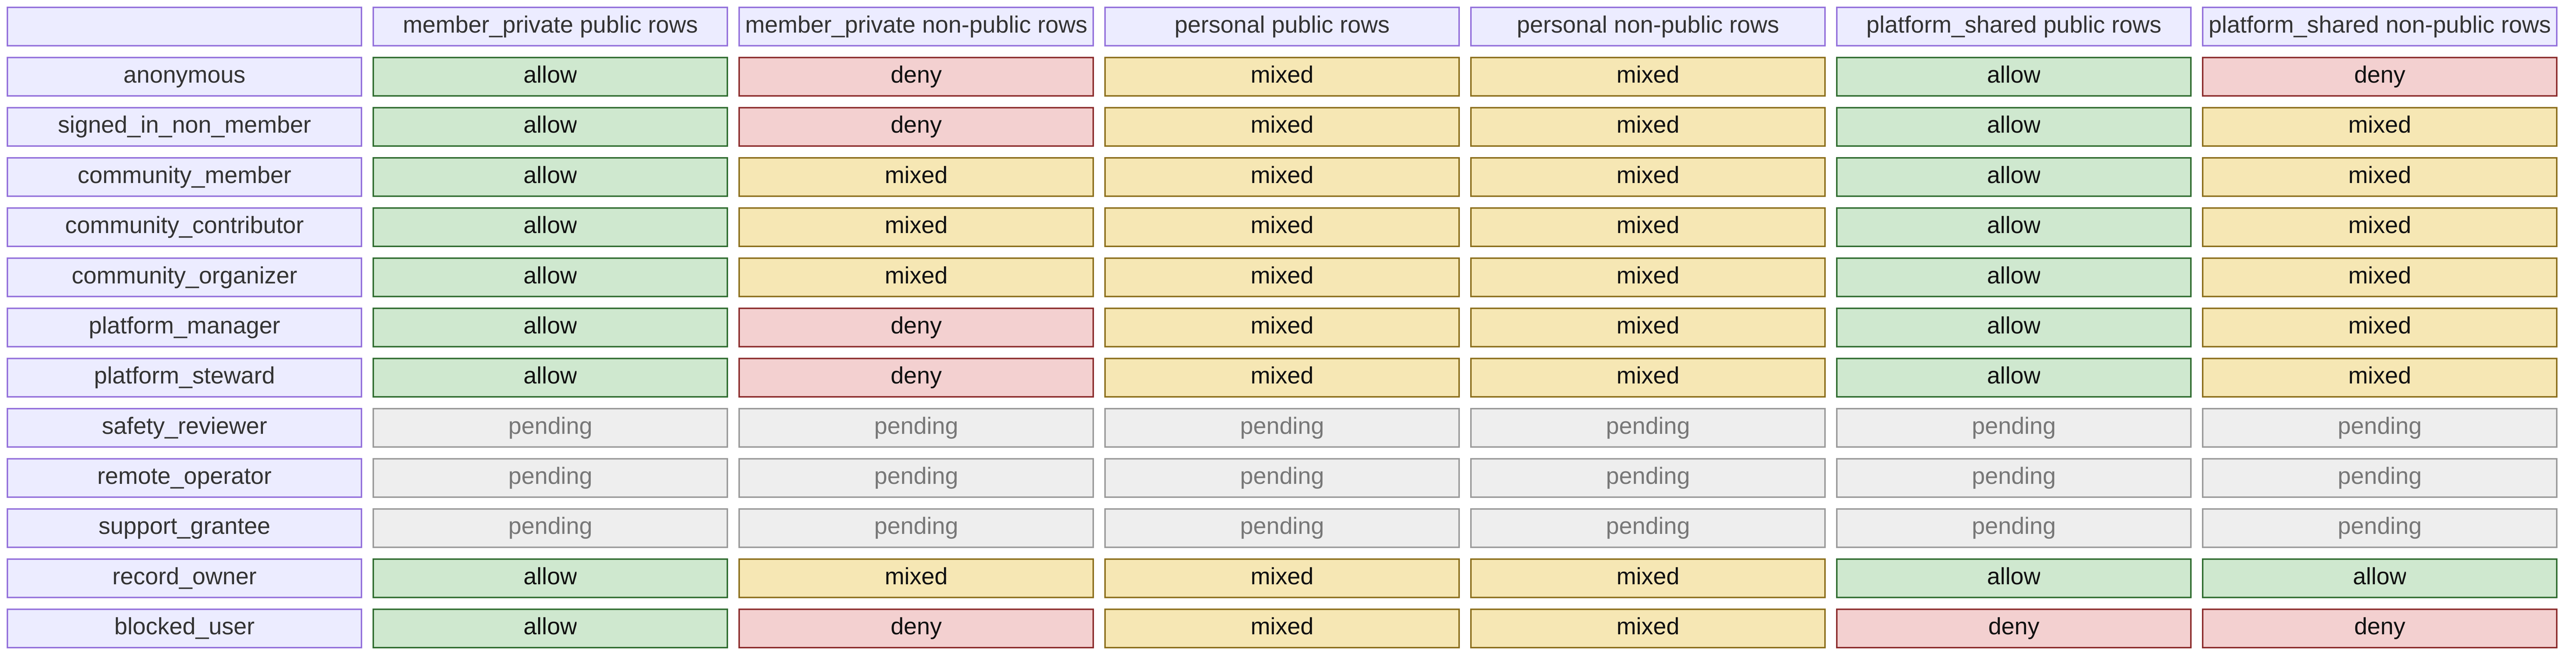 member_private public rows member_private non-public rows personal public rows personal non-public rows platform_shared public rows platform_shared non-public rows
anonymous allow deny mixed mixed allow deny
signed_in_non_member allow deny mixed mixed allow mixed
community_member allow mixed mixed mixed allow mixed
community_contributor allow mixed mixed mixed allow mixed
community_organizer allow mixed mixed mixed allow mixed
platform_manager allow deny mixed mixed allow mixed
platform_steward allow deny mixed mixed allow mixed
safety_reviewer pending pending pending pending pending pending
remote_operator pending pending pending pending pending pending
support_grantee pending pending pending pending pending pending
record_owner allow mixed mixed mixed allow allow
blocked_user allow deny mixed mixed deny deny